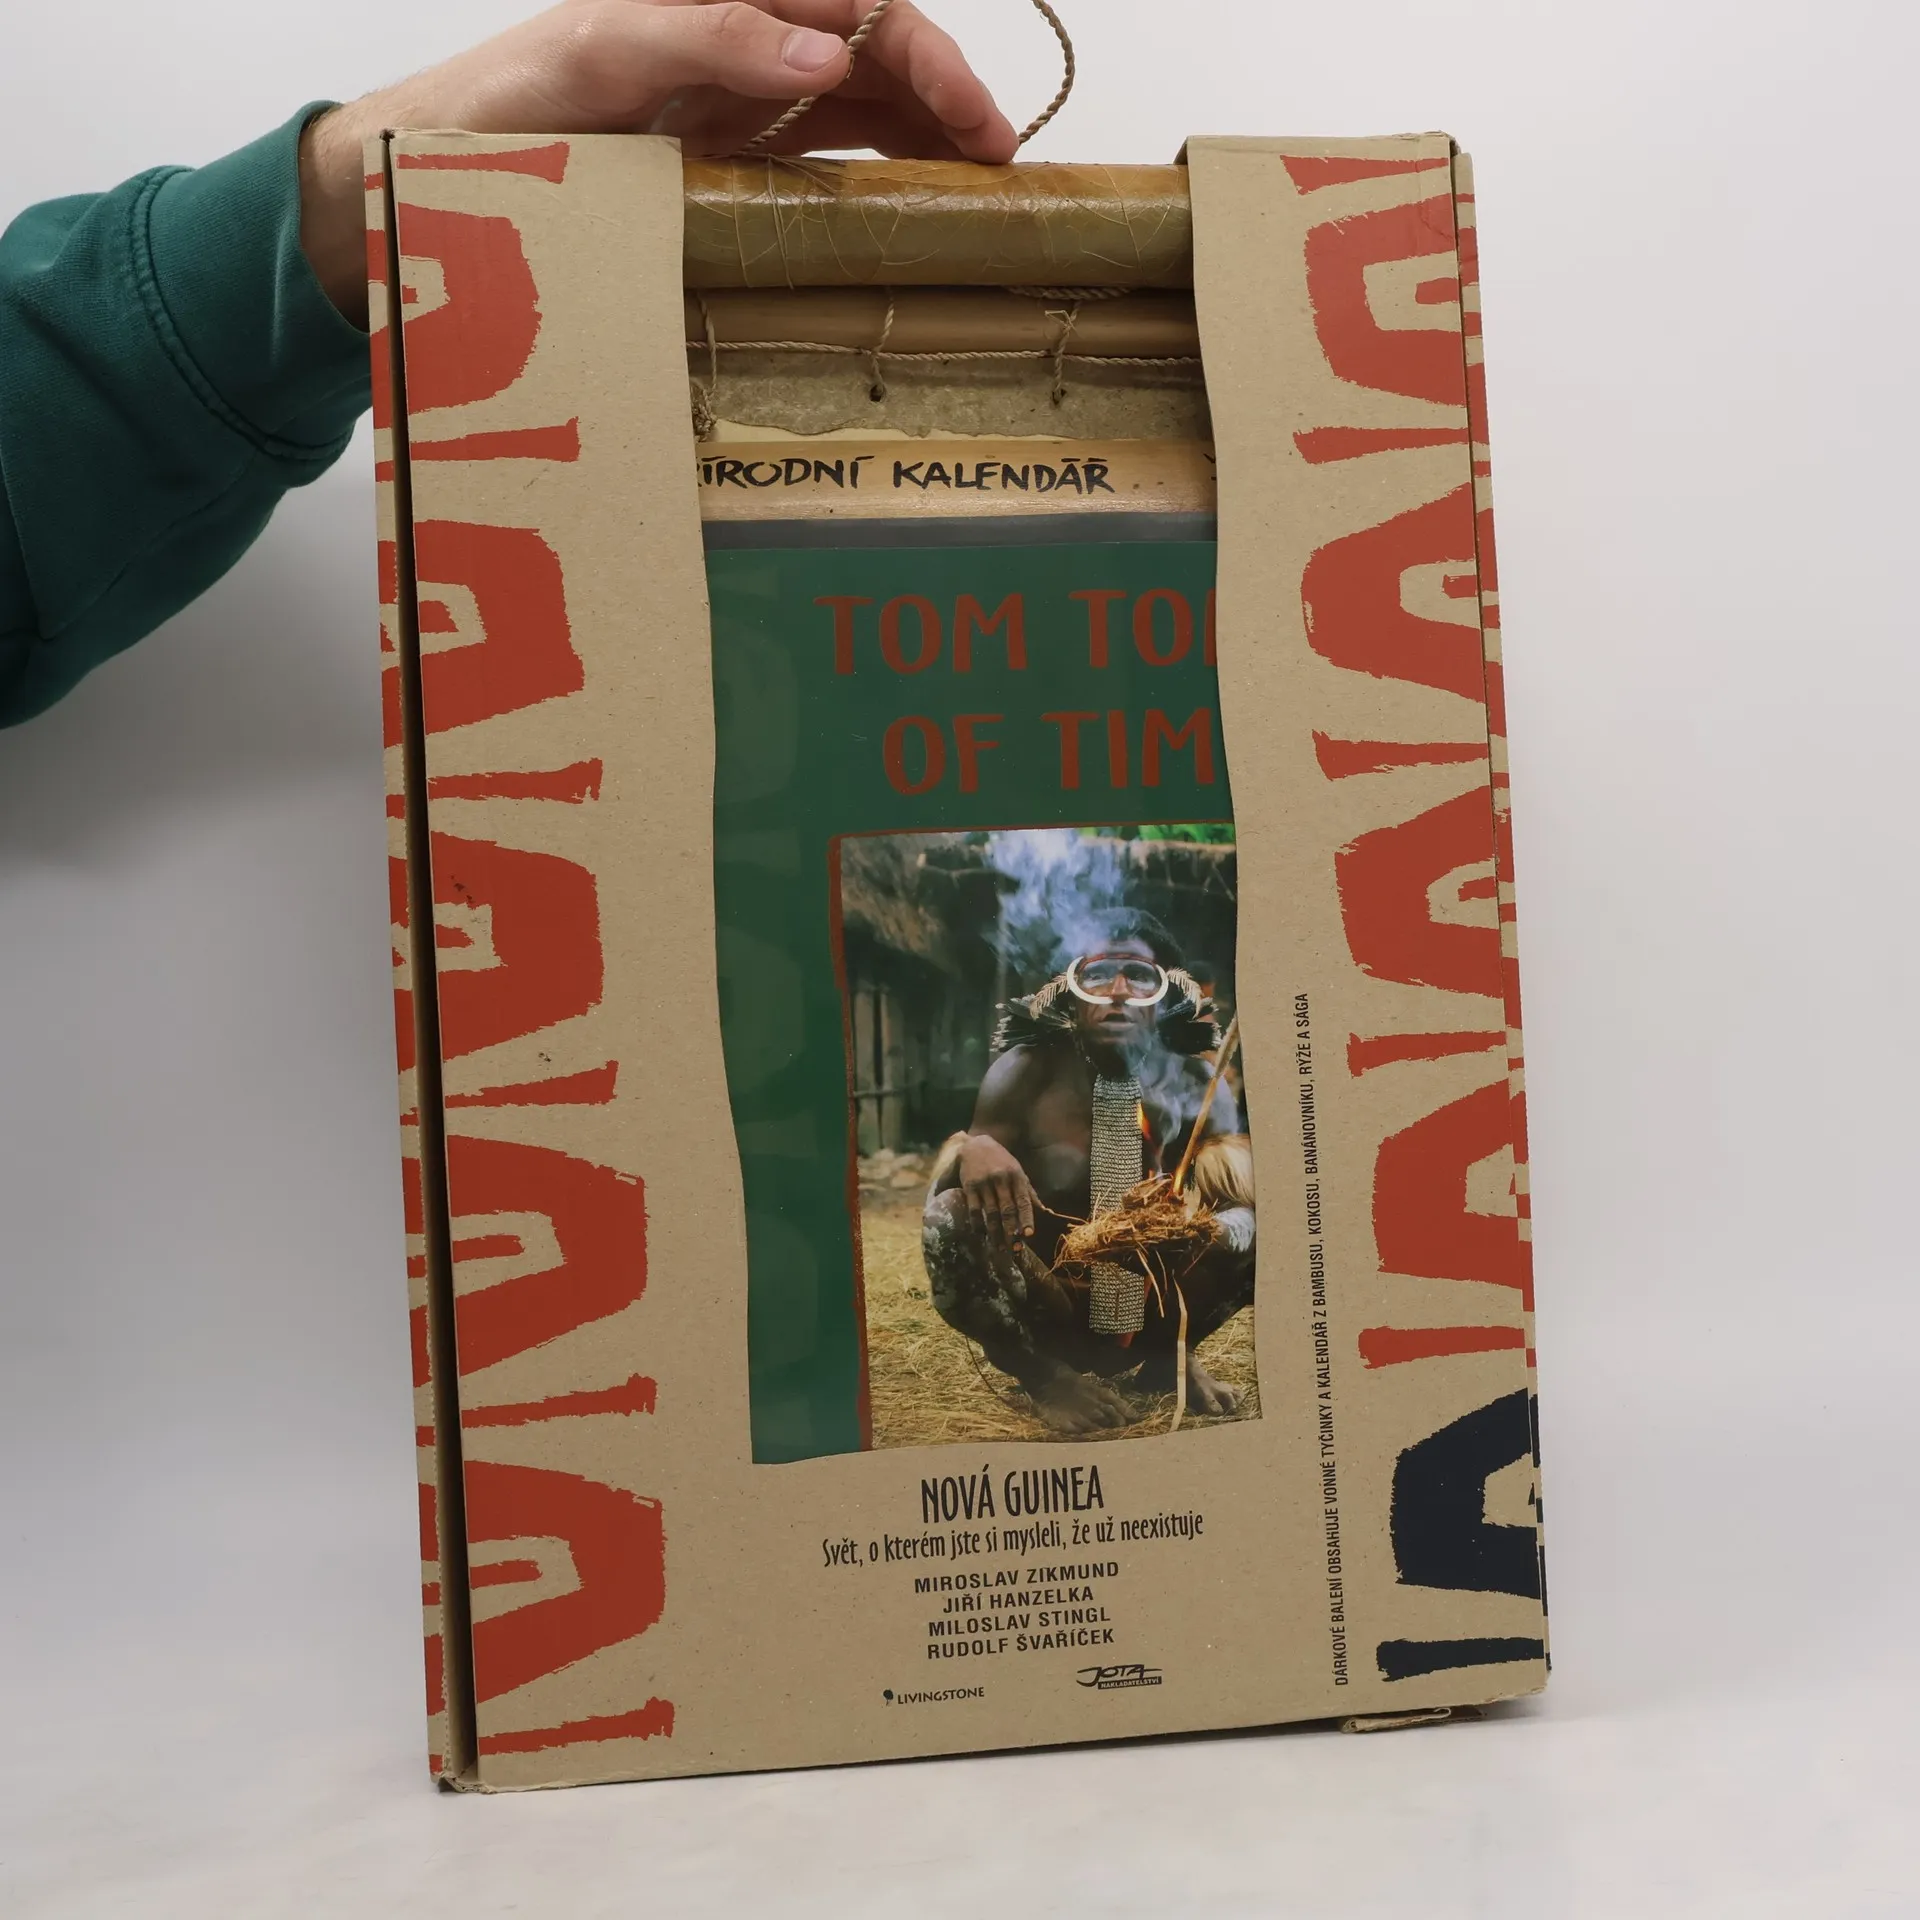 ŘÍRODNÍ KALENDÁŘ
TOM TOM
OF TIM
NOVÁ GUINEA
Svět, o kterém jste si mysleli, že už neexistuje
MIROSLAV ZIKMUND
JIŘÍ HANZELKA
MILOSLAV STINGL
RUDOLF ŠVAŘÍČEK
LIVINGSTONE
JOTA
NAKLADATELSTVÍ
DÁRKOVÉ BALENÍ OBSAHUJE VONNÉ TYČINKY A KALENDÁŘ Z BAMBUSU, KOKOSU, BANÁNOVNÍKU, RÝŽE A SÁGA